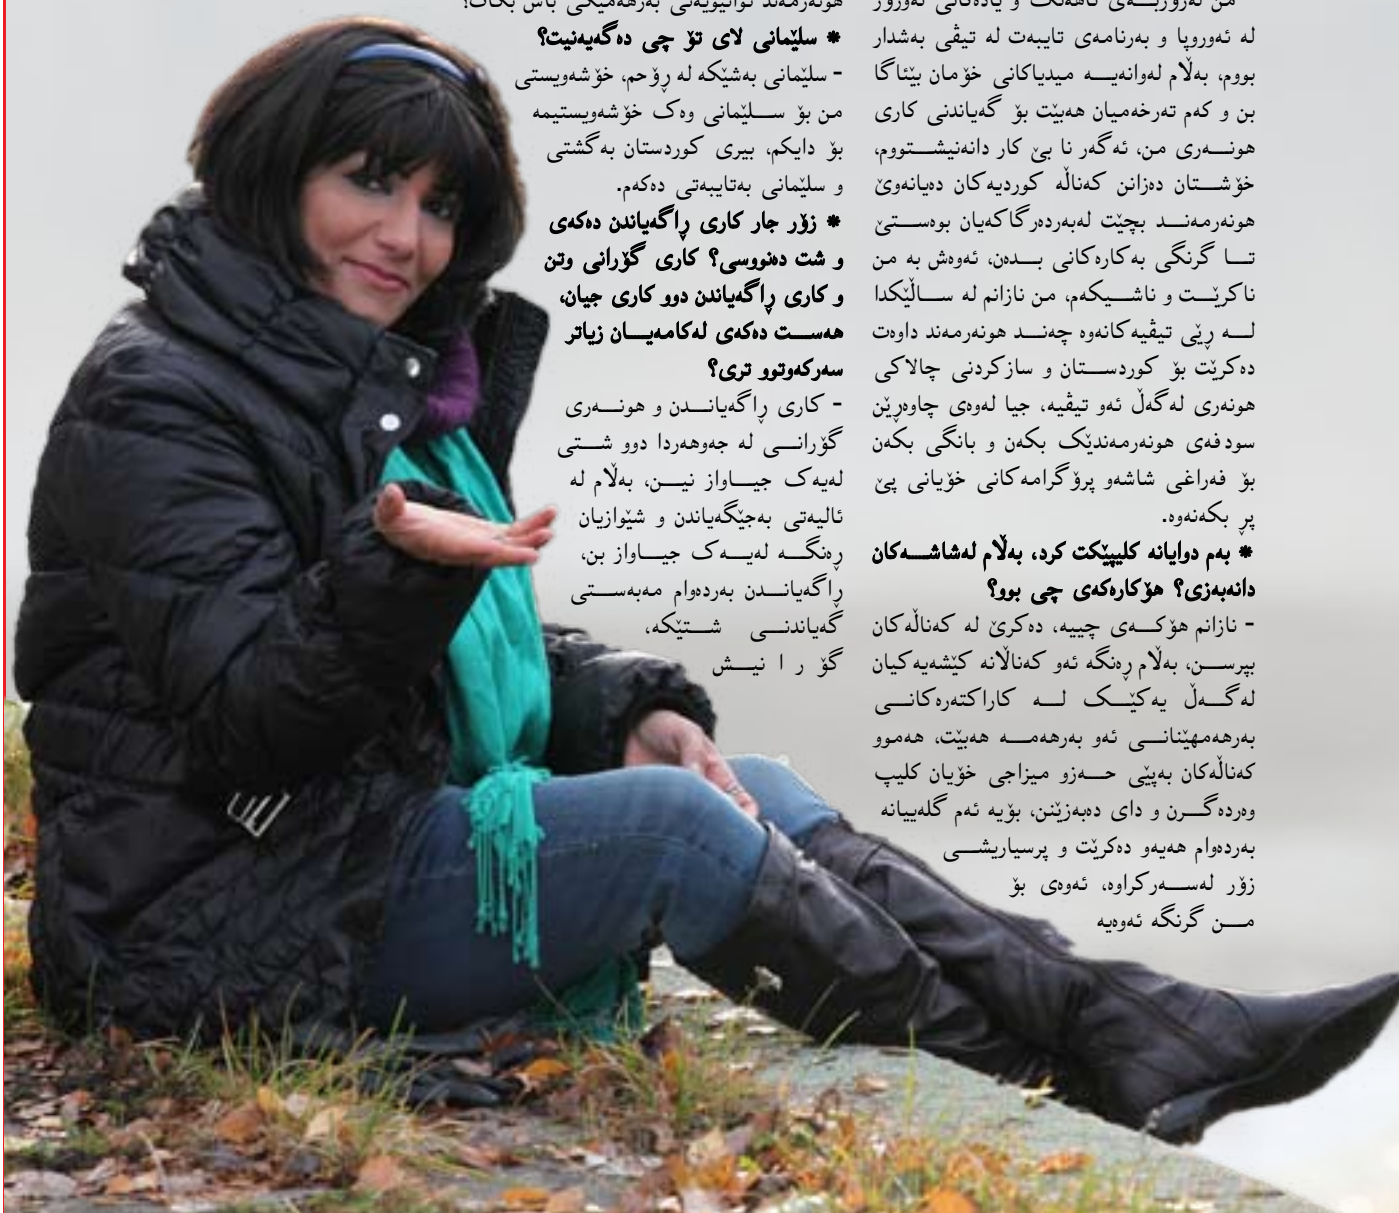 من نەوروز
لە ئەوروپا و بەرنامەی تایبەت لە تیڤی بەشدار
بووم، بەڵام لەوانەیە میدیاکانی خۆمان بێئاگا
بن و کەم تەرخەمیان هەبێت بۆ گەیاندنی کاری
هونەری من، ئەگەر نا بێ کار دانەنیشتووم،
خۆشتان دەزانن کەناڵە کوردیەکان دەیانەوێ
هونەرمەند بچێت لەبەردەرگاکەیان بوەستێ
تا گرنگی بەکارەکانی بدەن، ئەوەش بە من
ناکرێت و ناشیکەم، من نازانم لە ساڵێکدا
لە ڕێی تیڤیەکانەوە چەند هونەرمەند داوەت
دەکرێت بۆ کوردستان و سازکردنی چالاکی
هونەری لەگەڵ ئەو تیڤیە، جیا لەوەی چاوەڕێن
سودفەی هونەرمەندێک بکەن و بانگی بکەن
بۆ فەراغی شاشەو پرۆگرامەکانی خۆیانی پێ
پڕ بکەنەوە.
* بەم دوایانە کلیپێکت کرد، بەڵام لەشاشەکان
دانەبەزی؟ هۆکارەکەی چی بوو؟
- نازانم هۆکەی چییە، دەکرێ لە کەناڵەکان
بپرسن، بەڵام ڕەنگە ئەو کەناڵانە کێشەیەکیان
لەگەڵ یەکێک لە کاراکتەرەکانی
بەرهەمهێنانی ئەو بەرهەمە هەبێت، هەموو
کەناڵەکان بەپێی حەزو میزاجی خۆیان کلیپ
وەردەگرن و دای دەبەزێنن، بۆیە ئەم گلەییانە
بەردەوام هەیەو دەکرێت و پرسیاریشی
زۆر لەسەرکراوە، ئەوەی بۆ
من گرنگە ئەوەیە
هونەرمەند توانیویەتی بەرهەمێکی باش بکات؟
* سلێمانی لای تۆ چی دەگەیەنیت؟
- سلێمانی بەشێکە لە ڕۆحم، خۆشەویستی
من بۆ سلێمانی وەک خۆشەویستیمە
بۆ دایکم، بیری کوردستان بەگشتی
و سلێمانی بەتایبەتی دەکەم.
* زۆر جار کاری ڕاگەیاندن دەکەی
و شت دەنووسی؟ کاری گۆرانی وتن
و کاری ڕاگەیاندن دوو کاری جیان،
هەست دەکەی لەکامەیان زیاتر
سەرکەوتوو تری؟
- کاری ڕاگەیاندن و هونەری
گۆرانی لە جەوهەردا دوو شتی
لەیەک جیاواز نین، بەڵام لە
ئالیەتی بەجێگەیاندن و شێوازیان
ڕەنگە لەیەک جیاواز بن،
ڕاگەیاندن بەردەوام مەبەستی
گەیاندنی شتێکە،
گۆ ر ا نیش